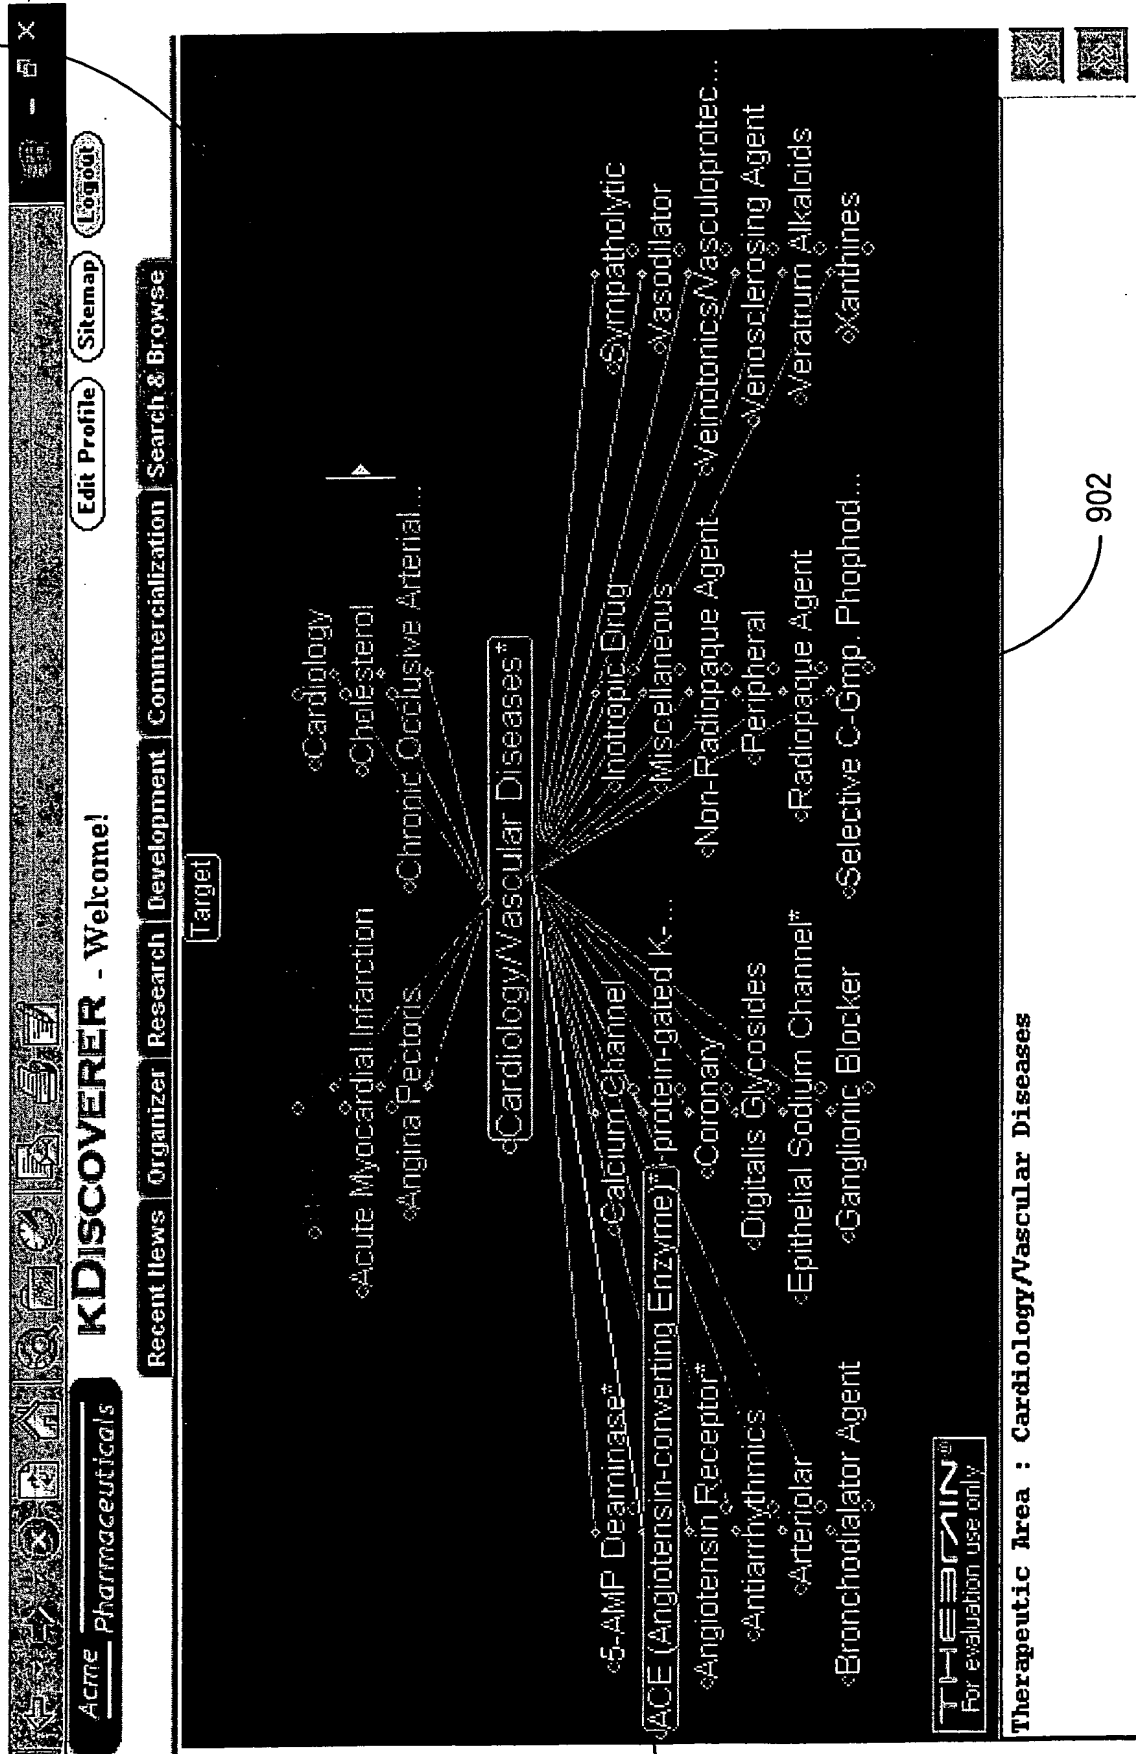 Acme
Pharmaceuticals
KDISCOVERER - Welcome!
Edit Profile
Sitemap
Logout
Recent News
Organizer
Research
Development
Commercialization
Search & Browse
Target
Acute Myocardial Infarction
Angina Pectoris
Cardiology
Cholesterol
Chronic Occlusive Arterial...
Cardiology/Vascular Diseases*
5-AMP Deaminase*
ACE (Angiotensin-converting Enzyme)*
Angiotensin Receptor*
Antiarrhythmics
Arteriolar
Bronchodialator Agent
Calcium Channel
-protein-gated K-...
Coronary
Digitalis Glycosides
Epithelial Sodium Channel*
Ganglionic Blocker
Inotropic Drug
Miscellaneous
Non-Radiopaque Agent
Peripheral
Radiopaque Agent
Selective C-Gmp. Phophod...
Sympatholytic
Vasodilator
Veinotonics/Vasculoprotec...
Venosclerosing Agent
Veratrum Alkaloids
Xanthines
THEBRAIN®
For evaluation use only
Therapeutic Area : Cardiology/Vascular Diseases
902